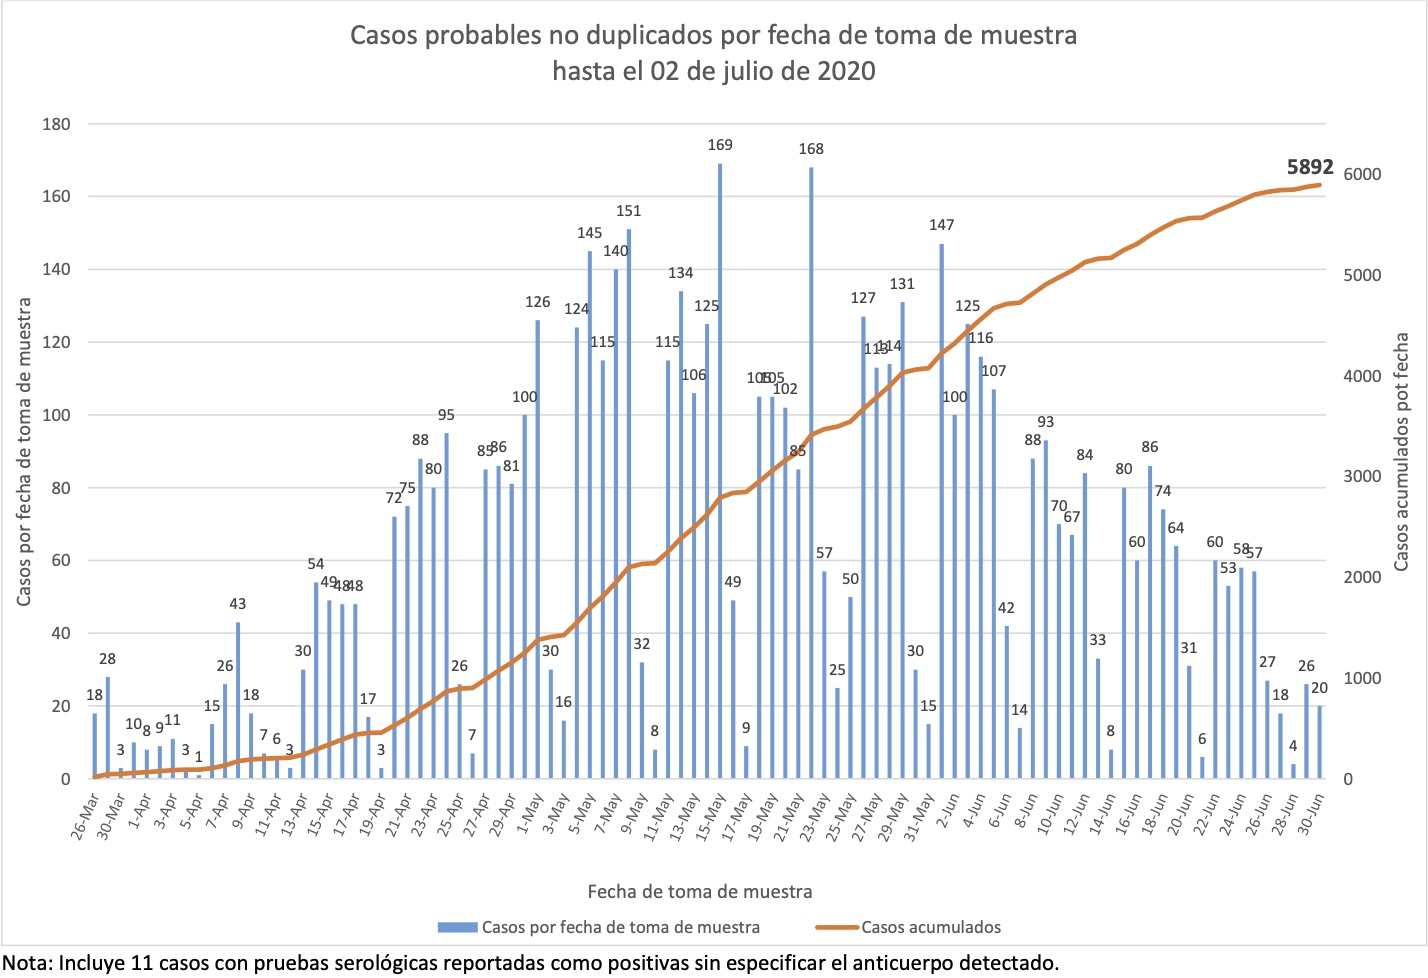 Casos probables no duplicados por fecha de toma de muestra
hasta el 02 de julio de 2020
Casos por fecha de toma de muestra
180
160
140
120
100
80
60
40
20
0
18
28
3
10
8
9
11
3
1
15
26
43
18
7
6
3
30
54
49
48
48
17
3
72
75
88
80
95
26
7
85
86
81
100
126
30
16
124
145
115
140
151
32
8
115
134
106
125
169
49
9
105
105
102
85
168
57
25
50
127
113
114
131
30
15
147
100
125
116
107
42
14
88
93
70
67
84
33
8
80
60
86
74
64
31
6
60
53
58
57
27
18
4
26
20
5892
6000
5000
4000
3000
2000
1000
0
Casos acumulados pot fecha
26-Mar
30-Mar
1-Apr
3-Apr
5-Apr
7-Apr
9-Apr
11-Apr
13-Apr
15-Apr
17-Apr
19-Apr
21-Apr
23-Apr
25-Apr
27-Apr
29-Apr
1-May
3-May
5-May
7-May
9-May
11-May
13-May
15-May
17-May
19-May
21-May
23-May
25-May
27-May
29-May
31-May
2-Jun
4-Jun
6-Jun
8-Jun
10-Jun
12-Jun
14-Jun
16-Jun
18-Jun
20-Jun
22-Jun
24-Jun
26-Jun
28-Jun
30-Jun
Fecha de toma de muestra
Casos por fecha de toma de muestra
Casos acumulados
Nota: Incluye 11 casos con pruebas serológicas reportadas como positivas sin especificar el anticuerpo detectado.